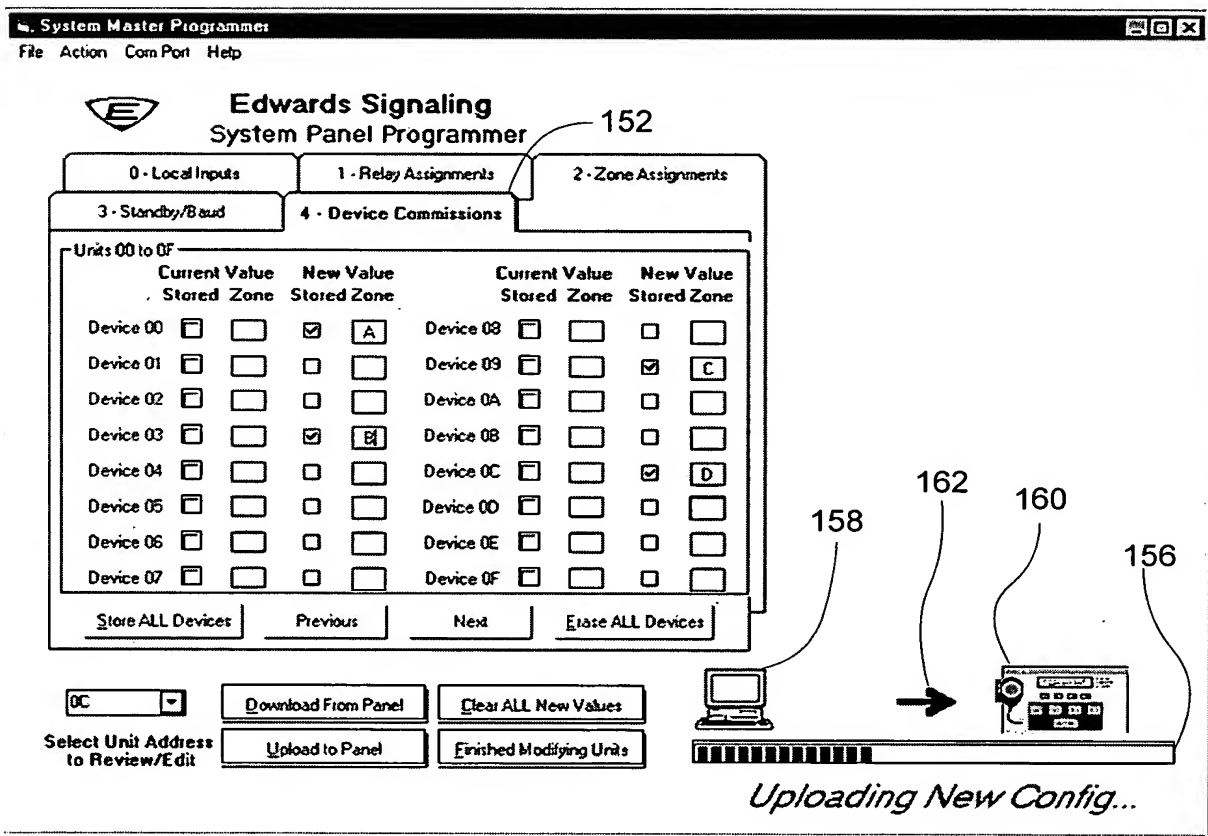 System Master Programmer
File Action Com Port Help
E Edwards Signaling
System Panel Programmer
152
0 - Local Inputs 1 - Relay Assignments 2 - Zone Assignments
3 - Standby/Baud 4 - Device Commissions
Units 00 to 0F
Current Value New Value Current Value New Value
Stored Zone Stored Zone Stored Zone Stored Zone
Device 00 A Device 08
Device 01 Device 09 C
Device 02 Device 0A
Device 03 B Device 0B
Device 04 Device 0C D
Device 05 Device 0D
Device 06 Device 0E
Device 07 Device 0F
Store ALL Devices Previous Next Erase ALL Devices
162
160
158
156
0C Download From Panel Clear ALL New Values
Select Unit Address
to Review/Edit
Upload to Panel Finished Modifying Units
Uploading New Config...